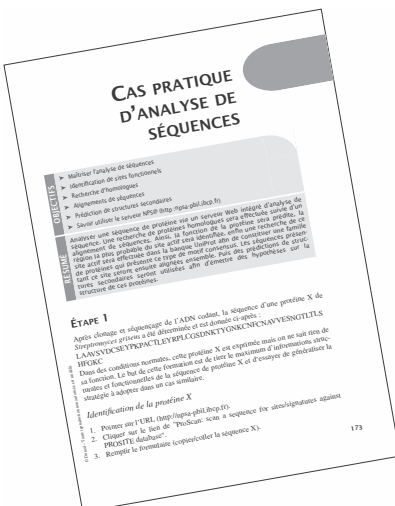 CAS PRATIQUE
D'ANALYSE DE
SÉQUENCES
OBJECTIFS
➤ Maîtriser l'analyse de séquences
➤ Identification de sites fonctionnels
➤ Recherche d'homologues
➤ Alignements de séquences
➤ Prédiction de structures secondaires
➤ Savoir utiliser le serveur NPS@ (http://npsa-pbil.ibcp.fr)
RÉSUMÉ
Analyser une séquence de protéine via un serveur Web intégré d'analyse de
séquence. Une recherche de protéines homologues sera effectuée suivie d'un
alignement de séquences. Ainsi, la fonction de la protéine sera prédite, la
région la plus probable du site actif sera identifiée, enfin une recherche de ce
site actif sera effectuée dans la banque UniProt afin de constituer une famille
de protéines qui présente ce type de motif consensus. Les séquences présen-
tant ce site seront ensuite alignées ensemble. Puis des prédictions de struc-
tures secondaires seront utilisées afin d'émettre des hypothèses sur la
structure de ces protéines.
ÉTAPE 1
Après clonage et séquençage de l'ADN codant, la séquence d'une protéine X de
Streptomyces griseus a été déterminée et est donnée ci-après :
LAAVSVDCSEYPKPACTLEYRPLCGSDNKTYGNKCNFCNAVVESNGTLTLS
HFGKC
Dans des conditions normales, cette protéine X est exprimée mais on ne sait rien de
sa fonction. Le but de cette formation est de tirer le maximum d'informations struc-
turales et fonctionnelles de la séquence de protéine X et d'essayer de généraliser la
stratégie à adopter dans un cas similaire.
Identification de la protéine X
1. Pointer sur l'URL (http://npsa-pbil.ibcp.fr).
2. Cliquer sur le lien de "ProScan: scan a sequence for sites/signatures against
PROSITE database".
3. Remplir le formulaire (copier/coller la séquence X).
173